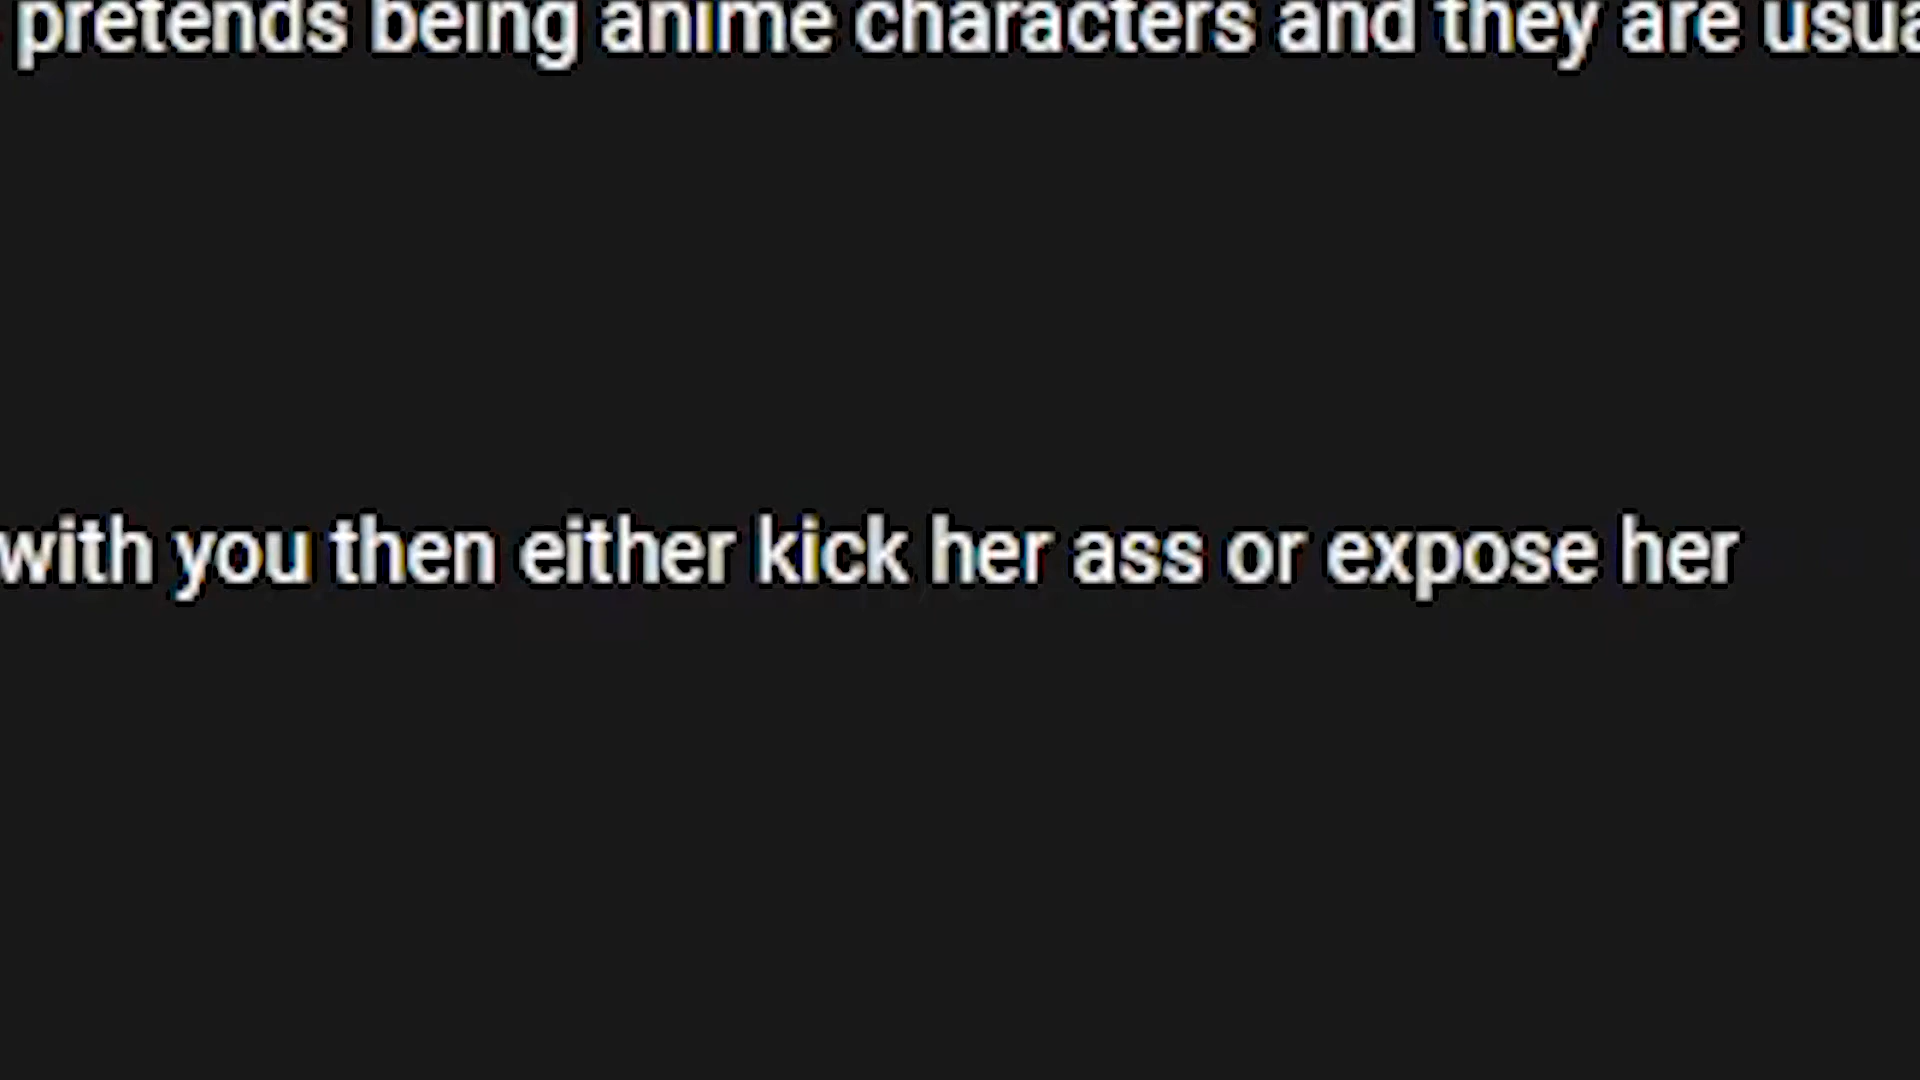 pretends being anime characters and they are usua
with you then either kick her ass or expose her